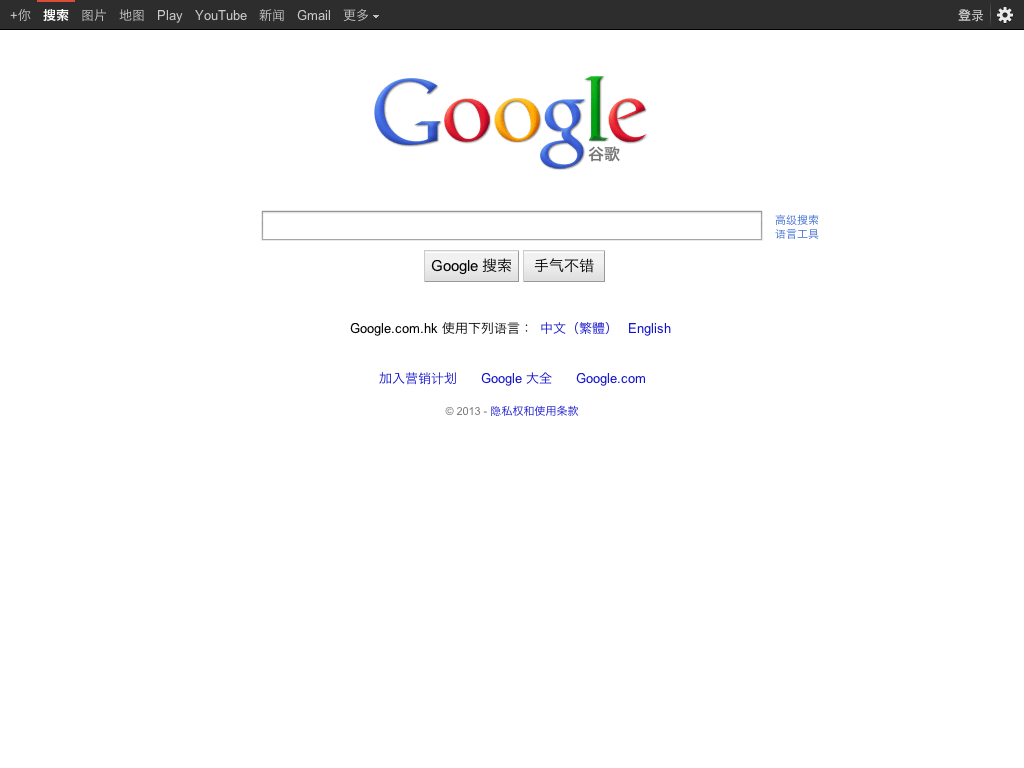 +你 搜索 图片 地图 Play YouTube 新闻 Gmail 更多 登录
Google
谷歌
高级搜索
语言工具
Google 搜索 手气不错
Google.com.hk 使用下列语言： 中文（繁體） English
加入营销计划 Google 大全 Google.com
© 2013 - 隐私权和使用条款